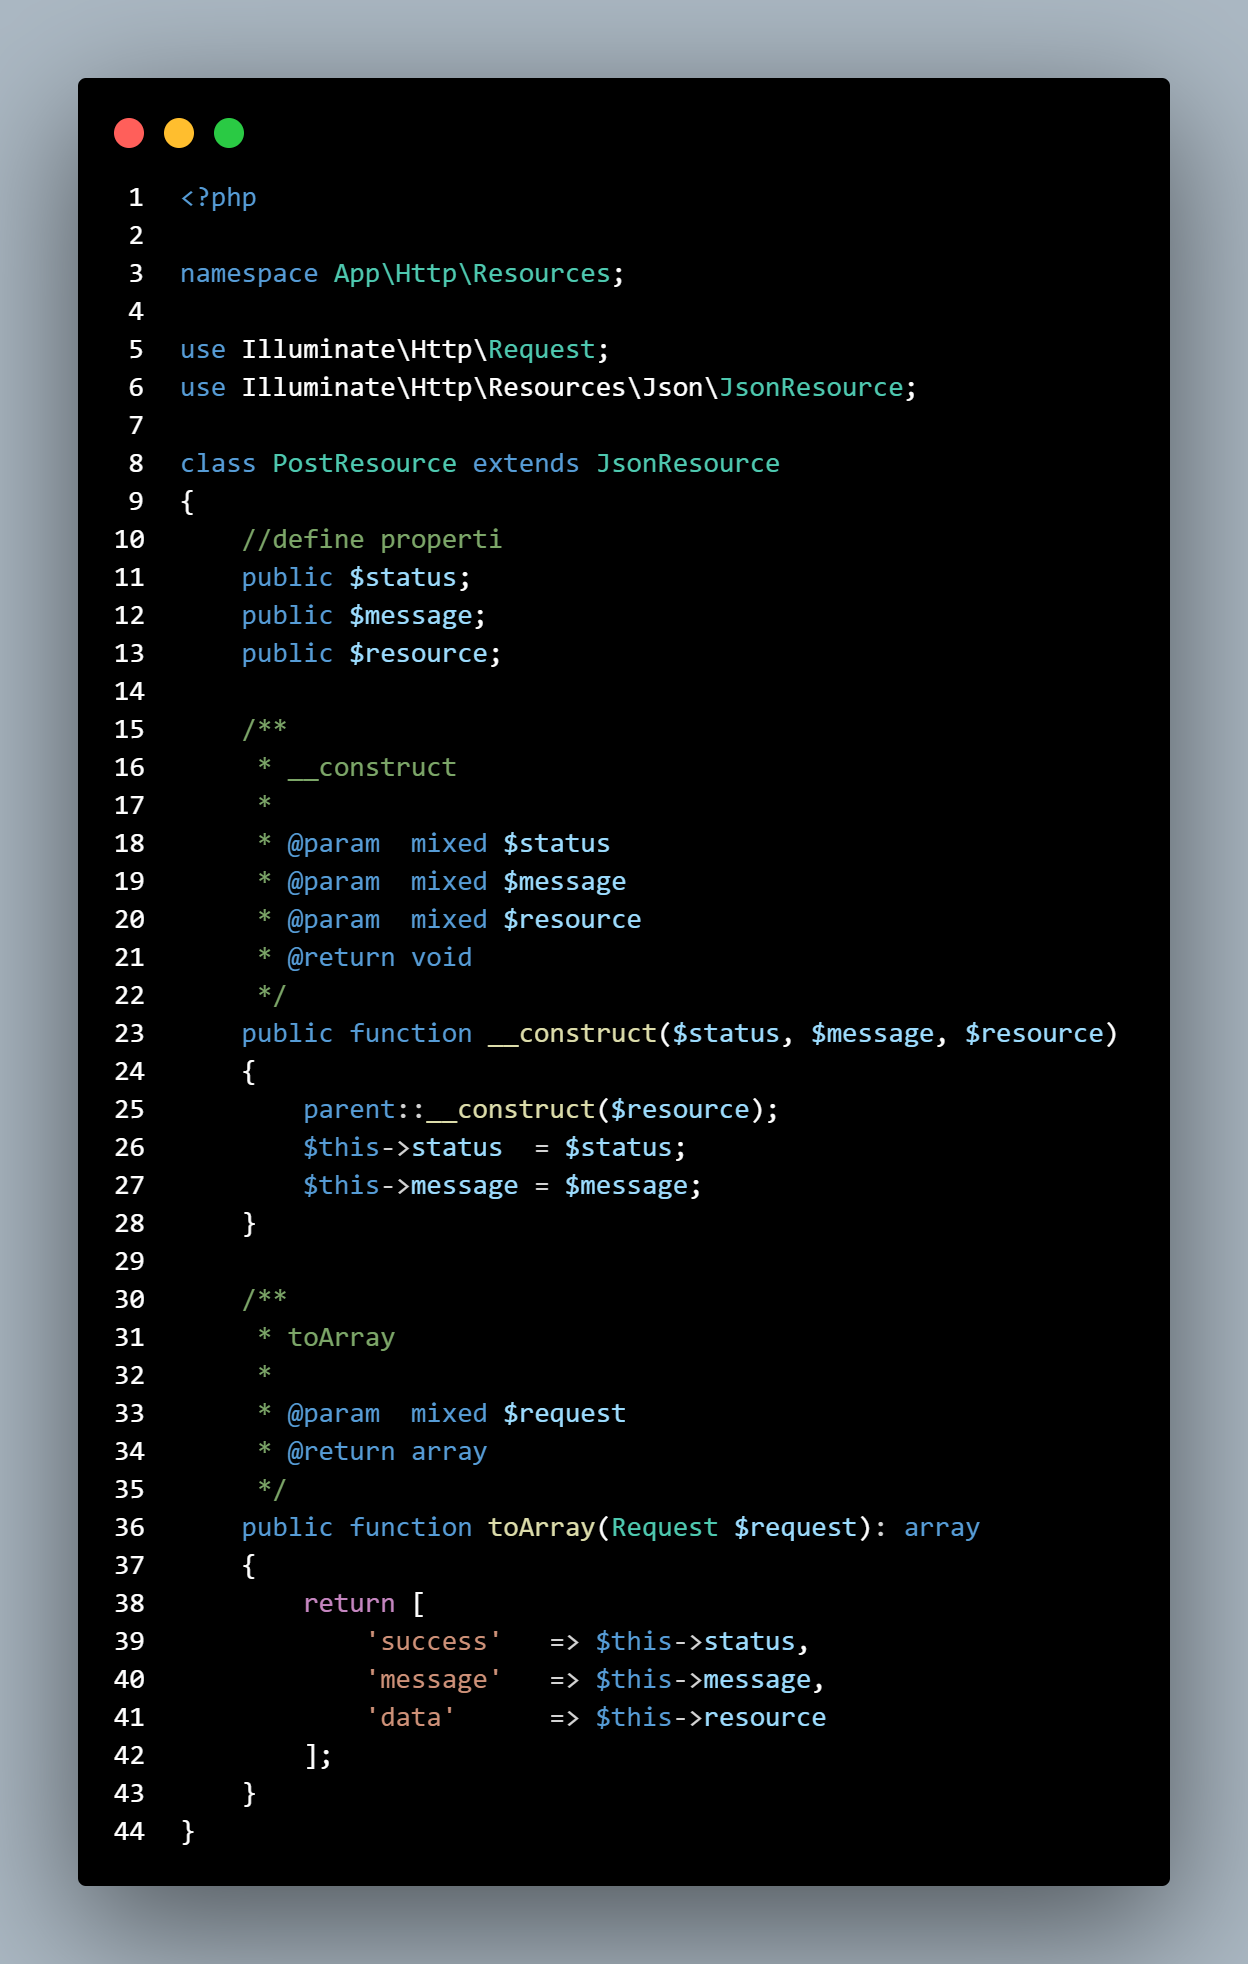 1 <?php
2
3 namespace App\Http\Resources;
4
5 use Illuminate\Http\Request;
6 use Illuminate\Http\Resources\Json\JsonResource;
7
8 class PostResource extends JsonResource
9 {
10     //define properti
11     public $status;
12     public $message;
13     public $resource;
14
15     /**
16      * __construct
17      *
18      * @param  mixed $status
19      * @param  mixed $message
20      * @param  mixed $resource
21      * @return void
22      */
23     public function __construct($status, $message, $resource)
24     {
25         parent::__construct($resource);
26         $this->status  = $status;
27         $this->message = $message;
28     }
29
30     /**
31      * toArray
32      *
33      * @param  mixed $request
34      * @return array
35      */
36     public function toArray(Request $request): array
37     {
38         return [
39             'success'   => $this->status,
40             'message'   => $this->message,
41             'data'      => $this->resource
42         ];
43     }
44 }